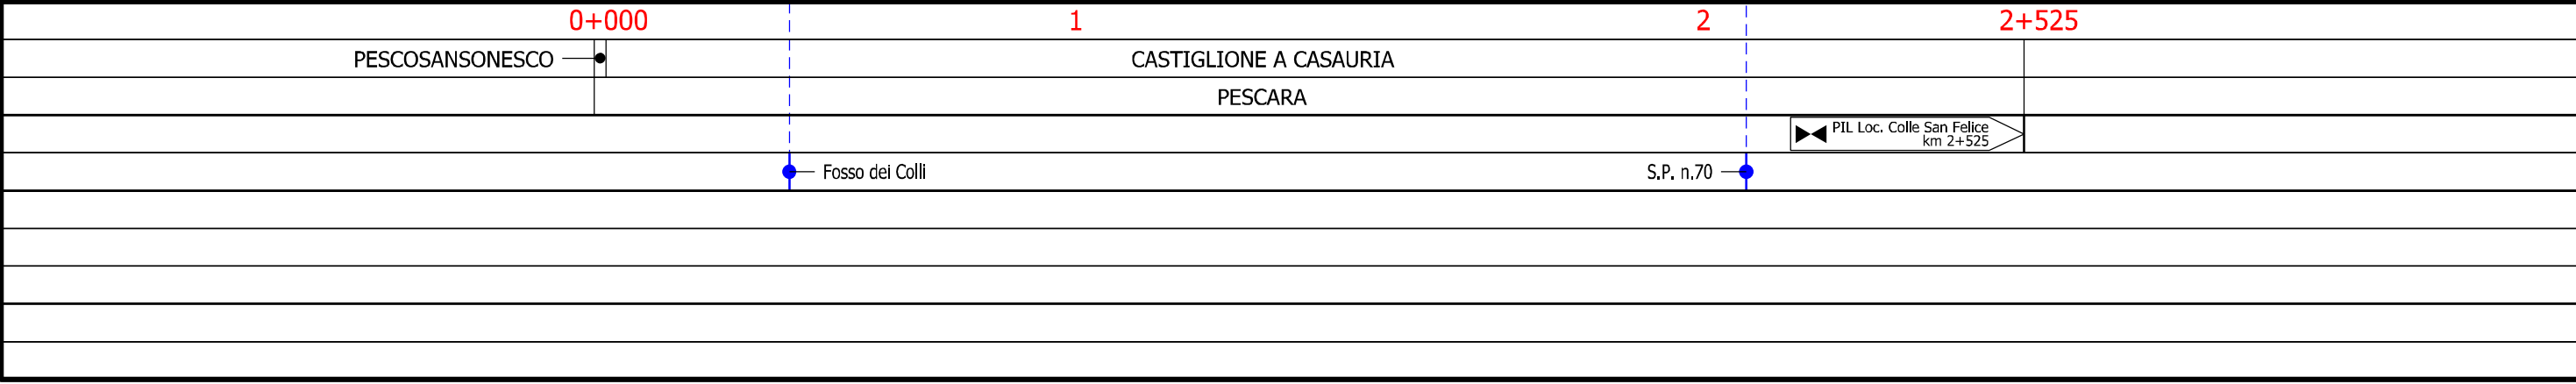 0+000 1 2 2+525
PESCOSANSONESCO CASTIGLIONE A CASAURIA
PESCARA
PIL Loc. Colle San Felice
km 2+525
Fosso dei Colli S.P. n.70